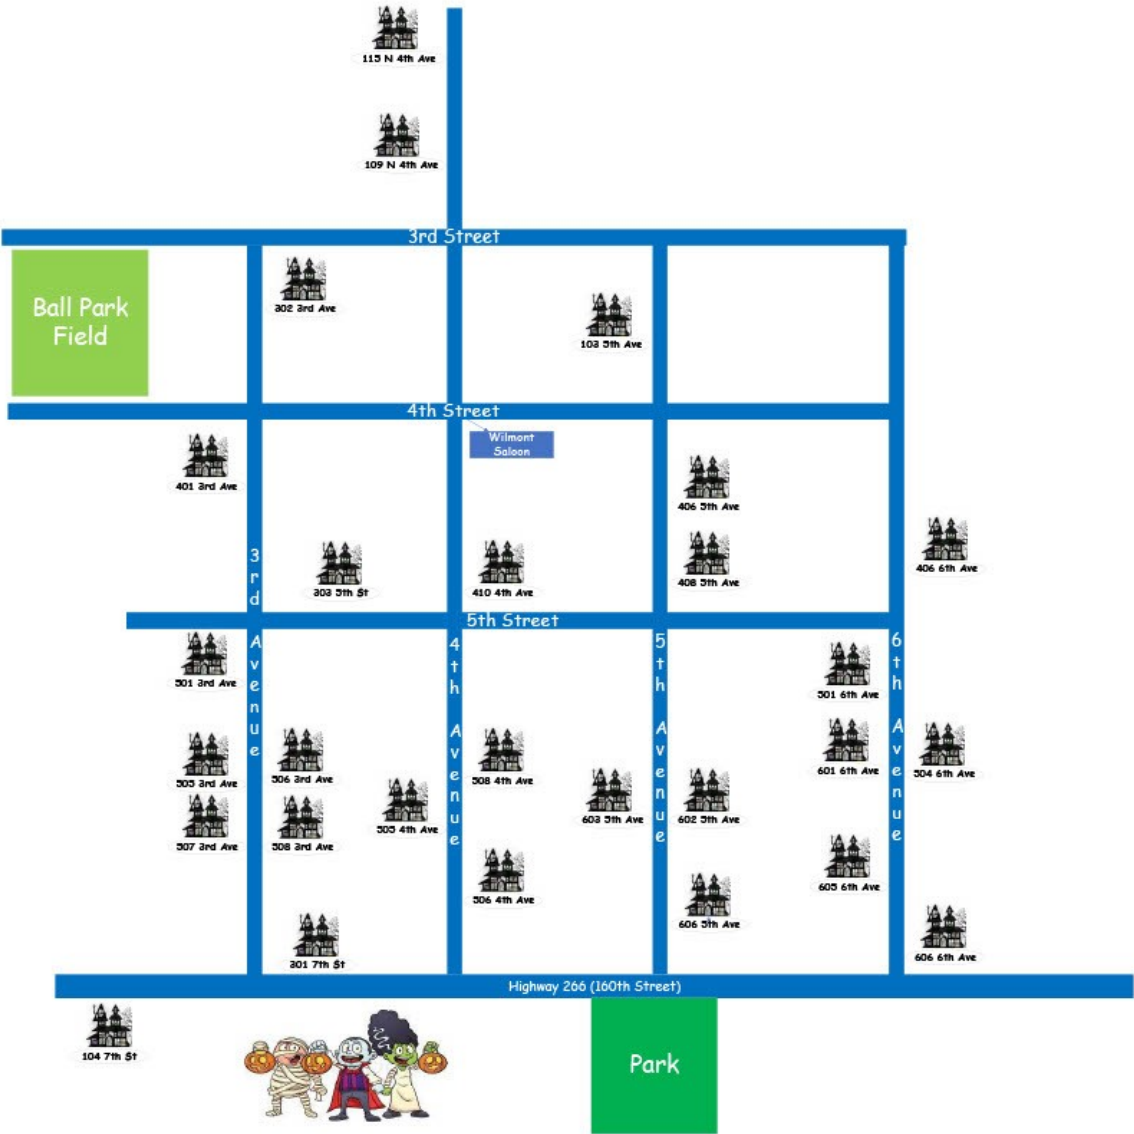 115 N 4th Ave
109 N 4th Ave
3rd Street
Ball Park
Field
302 3rd Ave
103 5th Ave
4th Street
Wilmont
Saloon
401 3rd Ave
406 5th Ave
406 6th Ave
408 5th Ave
303 5th St
410 4th Ave
5th Street
3rd Avenue
4th Avenue
5th Avenue
6th Avenue
501 3rd Ave
501 6th Ave
505 3rd Ave
506 3rd Ave
508 4th Ave
601 6th Ave
504 6th Ave
505 4th Ave
603 5th Ave
602 5th Ave
507 3rd Ave
508 3rd Ave
506 4th Ave
605 6th Ave
606 5th Ave
606 6th Ave
301 7th St
Highway 266 (160th Street)
104 7th St
Park